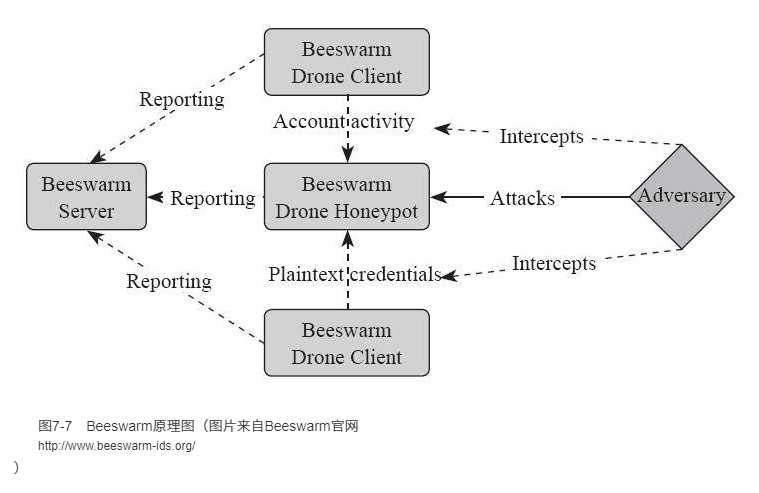 Beeswarm
Drone Client
Reporting
Account activity
Intercepts
Beeswarm
Server
Reporting
Beeswarm
Drone Honeypot
Attacks
Adversary
Reporting
Plaintext credentials
Intercepts
Beeswarm
Drone Client
图7-7 Beeswarm原理图（图片来自Beeswarm官网
http://www.beeswarm-ids.org/
）